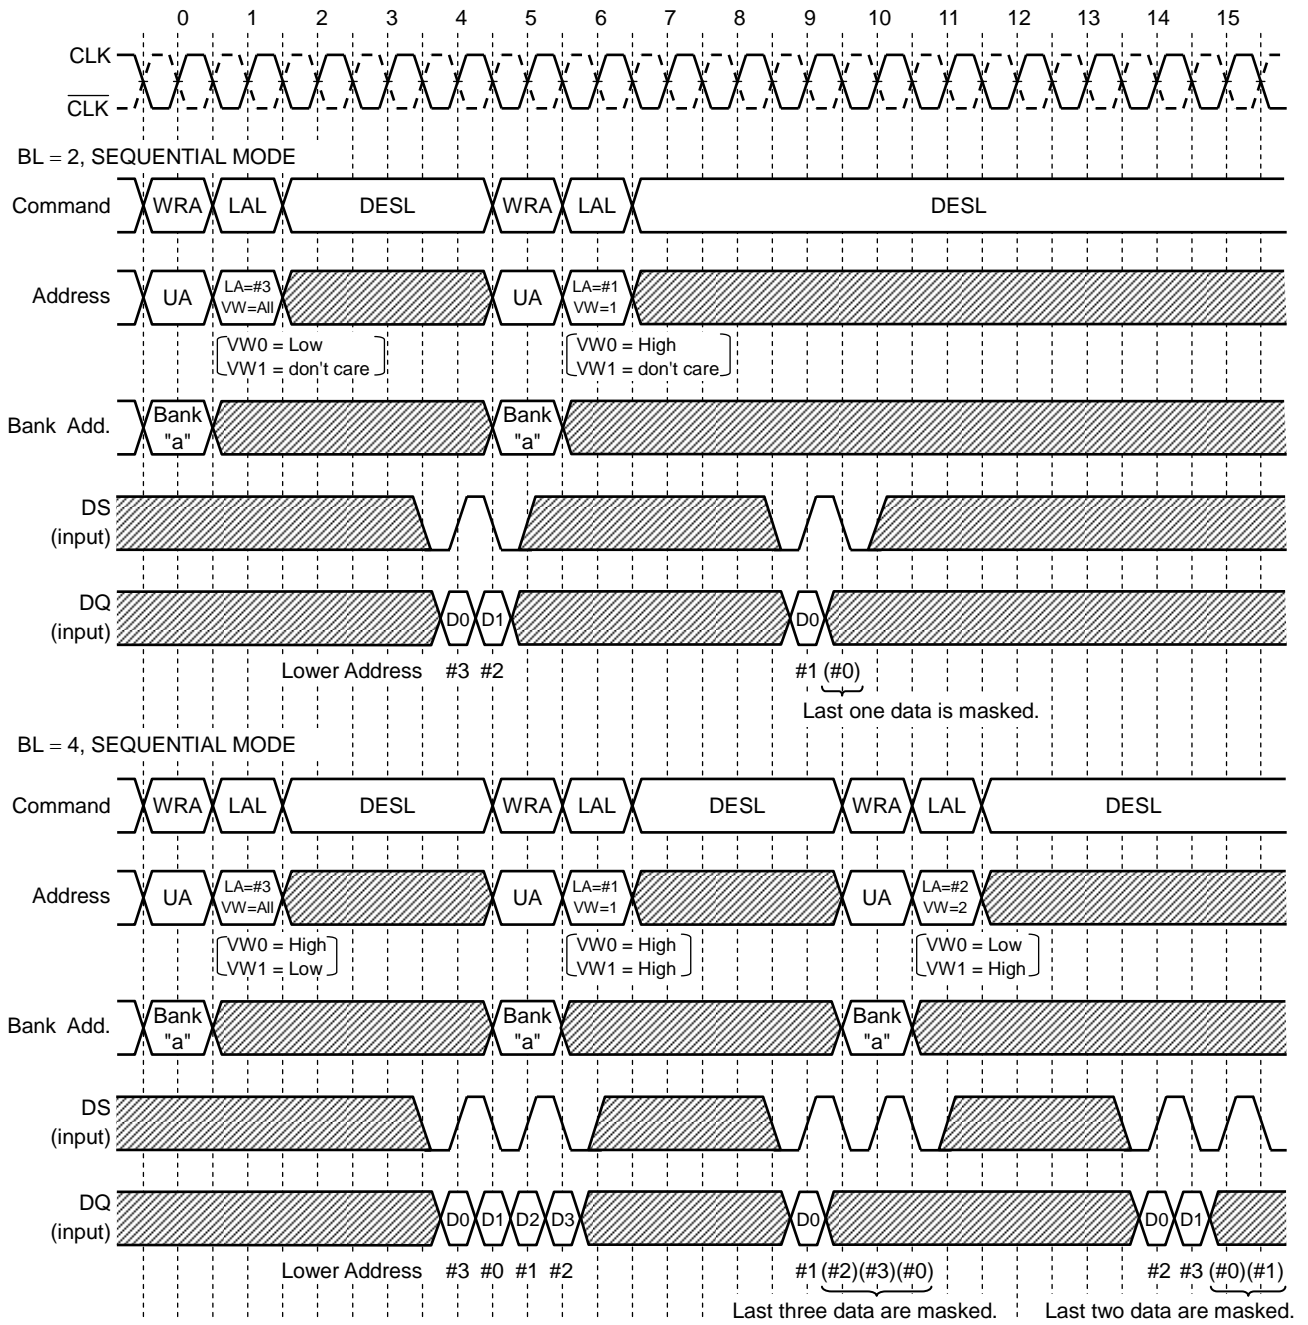 0 1 2 3 4 5 6 7 8 9 10 11 12 13 14 15
CLK
CLK
BL = 2, SEQUENTIAL MODE
Command WRA LAL DESL WRA LAL DESL
Address UA LA=#3 VW=All UA LA=#1 VW=1
VW0 = Low VW0 = High
VW1 = don't care VW1 = don't care
Bank Add. Bank "a" Bank "a"
DS
(input)
DQ
(input) D0 D1 D0
Lower Address #3 #2 #1 (#0)
Last one data is masked.
BL = 4, SEQUENTIAL MODE
Command WRA LAL DESL WRA LAL DESL WRA LAL DESL
Address UA LA=#3 VW=All UA LA=#1 VW=1 UA LA=#2 VW=2
VW0 = High VW0 = High VW0 = Low
VW1 = Low VW1 = High VW1 = High
Bank Add. Bank "a" Bank "a" Bank "a"
DS
(input)
DQ
(input) D0 D1 D2 D3 D0 D0 D1
Lower Address #3 #0 #1 #2 #1 (#2)(#3)(#0) #2 #3 (#0)(#1)
Last three data are masked. Last two data are masked.